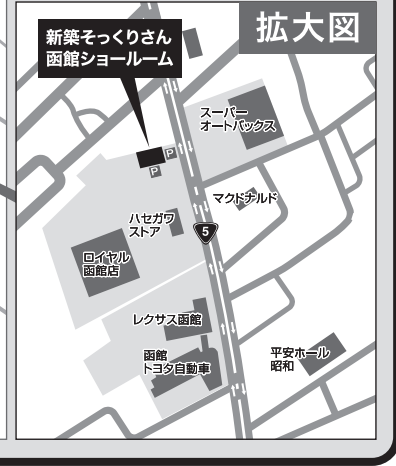 拡大図
新築そっくりさん
函館ショールーム
スーパー
オートバックス
P
P
マクドナルド
ハセガワ
ストア
5
ロイヤル
函館店
レクサス函館
函館
トヨタ自動車
平安ホール
昭和